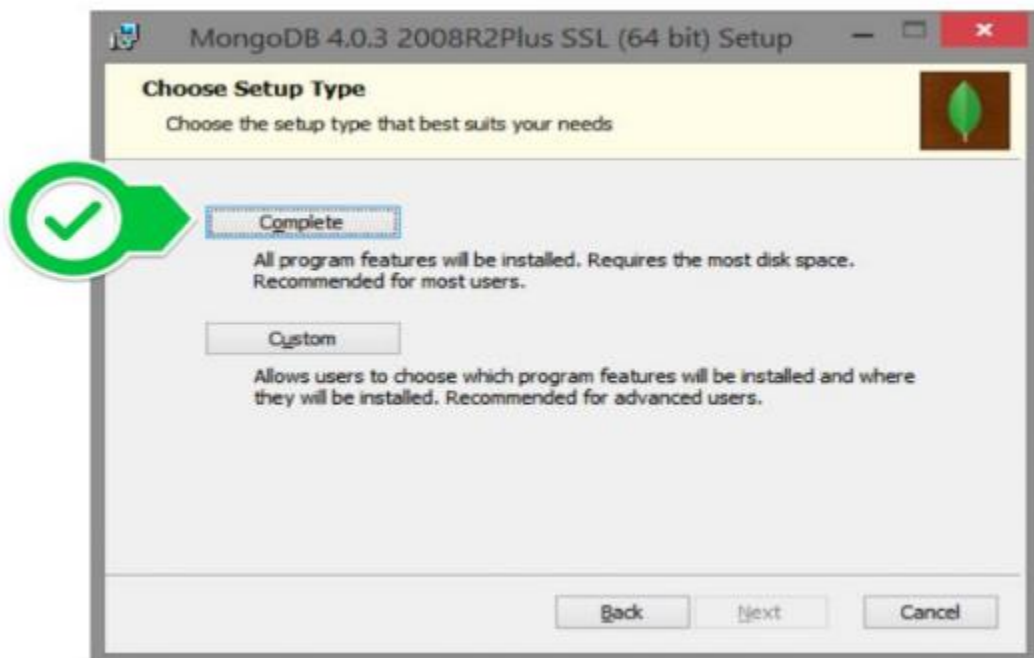 MongoDB 4.0.3 2008R2Plus SSL (64 bit) Setup
Choose Setup Type
Choose the setup type that best suits your needs
Complete
All program features will be installed. Requires the most disk space.
Recommended for most users.
Custom
Allows users to choose which program features will be installed and where
they will be installed. Recommended for advanced users.
Back
Next
Cancel